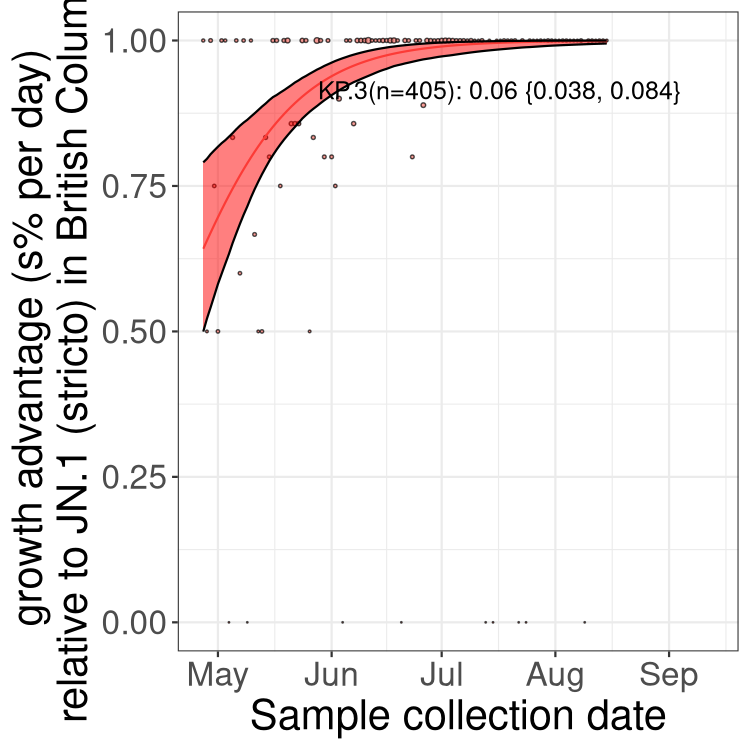 growth advantage (s% per day)
relative to JN.1 (stricto) in British Colum
1.00
0.75
0.50
0.25
0.00
KP.3(n=405): 0.06 {0.038, 0.084}
May Jun Jul Aug Sep
Sample collection date